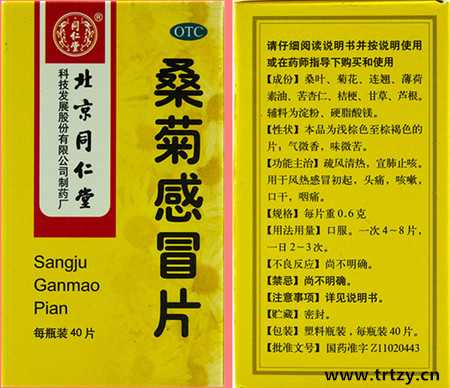 同仁堂
®
北京同仁堂
科技发展股份有限公司制药厂
OTC
桑菊感冒片
Sangju
Ganmao
Pian
每瓶装 40 片
请仔细阅读说明书并按说明使用
或在药师指导下购买和使用
【成份】 桑叶、菊花、连翘、薄荷
素油、苦杏仁、桔梗、甘草、芦根。
辅料为淀粉、硬脂酸镁。
【性状】 本品为浅棕色至棕褐色的
片；气微香，味微苦。
【功能主治】 疏风清热，宣肺止咳。
用于风热感冒初起，头痛，咳嗽，
口干，咽痛。
【规格】 每片重 0.6 克
【用法用量】 口服。一次 4～8 片，
一日 2～3 次。
【不良反应】 尚不明确。
【禁忌】 尚不明确。
【注意事项】 详见说明书。
【贮藏】 密封。
【包装】 塑料瓶装，每瓶装 40 片。
【批准文号】 国药准字 Z11020443
www.trtzy.cn